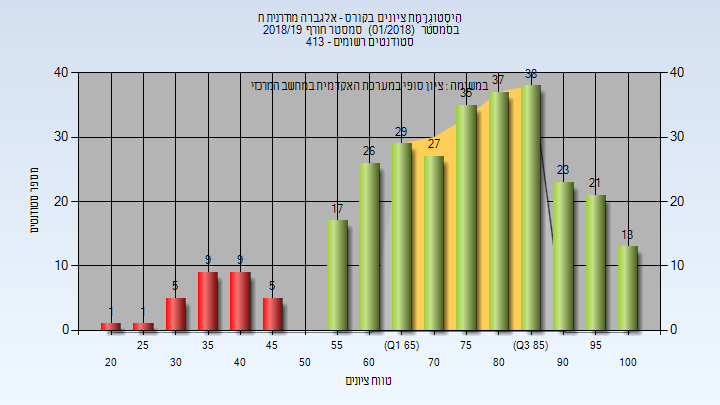 הִיסְטוֹגְרָמַת ציונים בקורס - אלגברה מודרנית ח
בסמסטר (01/2018) סמסטר חורף 2018/19
סטודנטים רשומים - 413
במשימה : ציון סופי במערכת האקדמית במחשב המרכזי
מספר סטודנטים
40 40
30 30
20 20
10 10
0 0
1 1 5 9 9 5 17 26 29 27 35 37 38 23 21 13
25 35 45 55 (Q1 65) 75 (Q3 85) 95
20 30 40 50 60 70 80 90 100
טווח ציונים